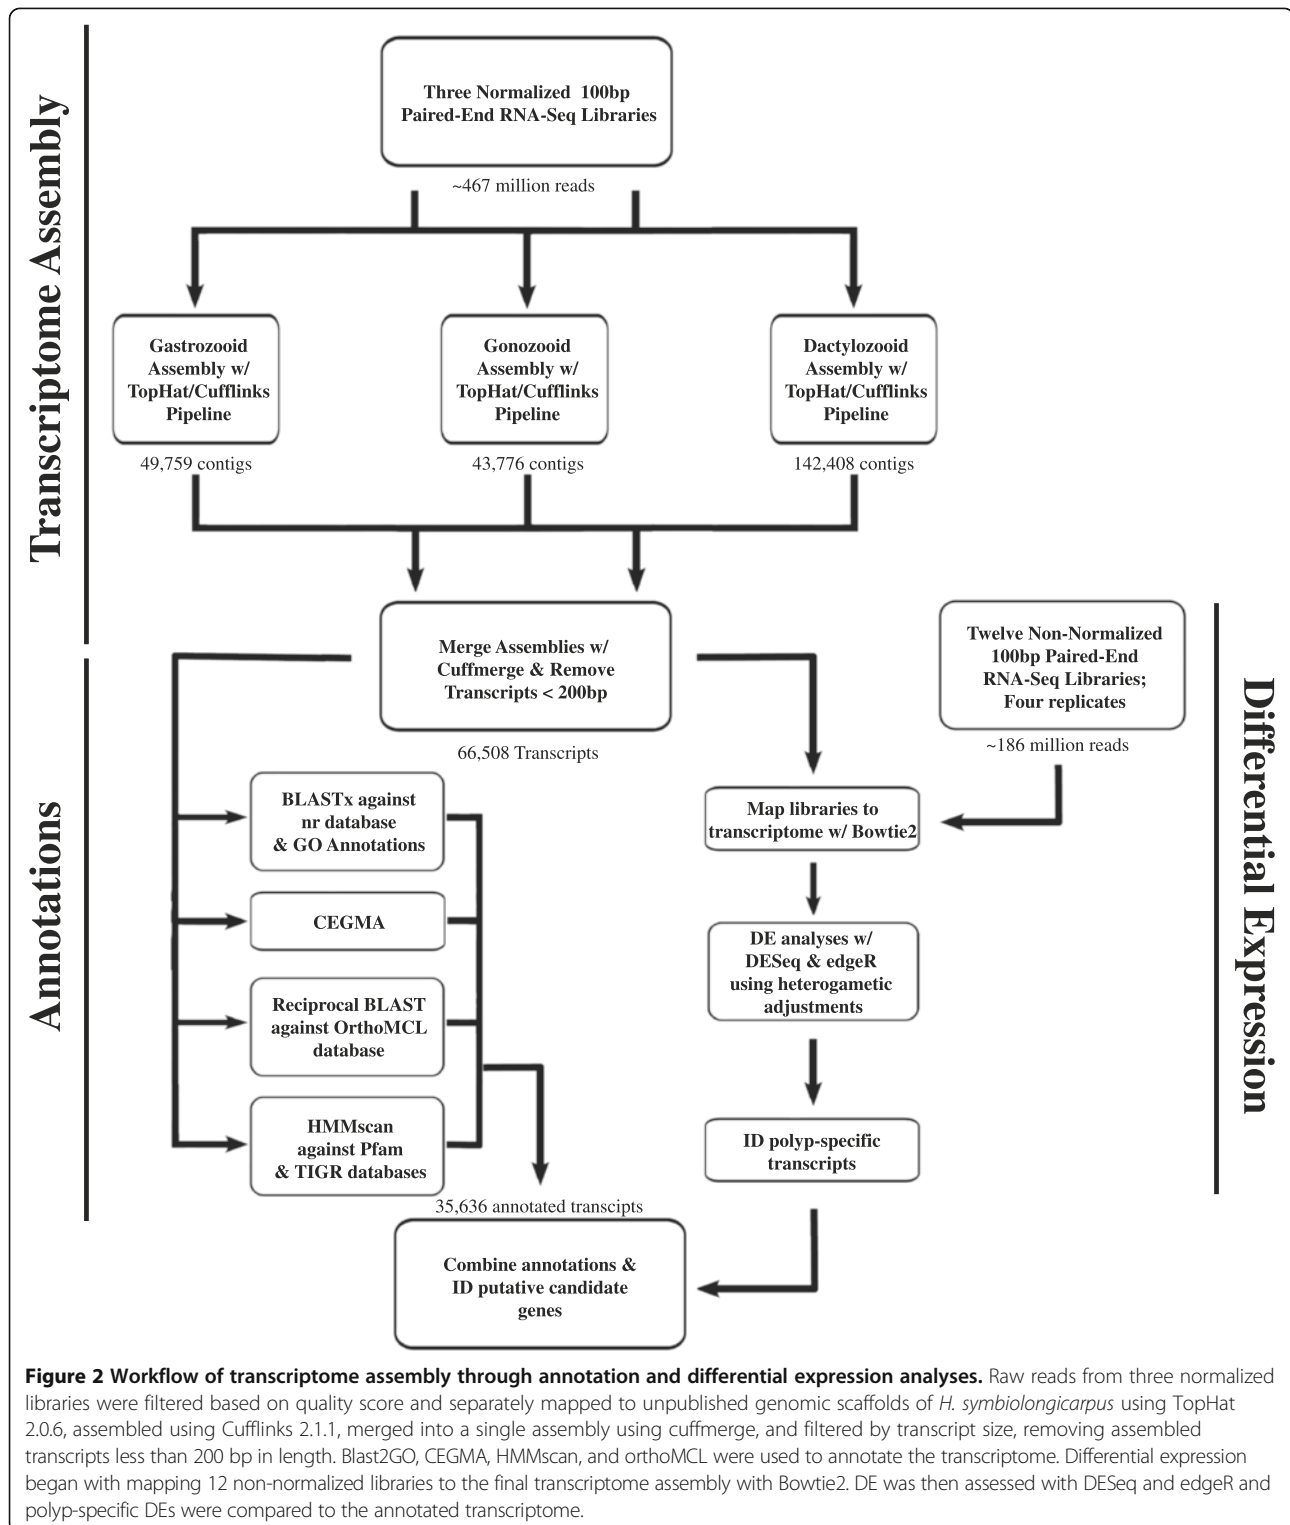 Transcriptome Assembly
Three Normalized 100bp
Paired-End RNA-Seq Libraries
~467 million reads
Gastrozooid
Assembly w/
TopHat/Cufflinks
Pipeline
49,759 contigs
Gonozooid
Assembly w/
TopHat/Cufflinks
Pipeline
43,776 contigs
Dactylozooid
Assembly w/
TopHat/Cufflinks
Pipeline
142,408 contigs
Merge Assemblies w/
Cuffmerge & Remove
Transcripts < 200bp
66,508 Transcripts
Twelve Non-Normalized
100bp Paired-End
RNA-Seq Libraries;
Four replicates
~186 million reads
Differential Expression
Annotations
BLASTx against
nr database
& GO Annotations
CEGMA
Reciprocal BLAST
against OrthoMCL
database
HMMscan
against Pfam
& TIGR databases
35,636 annotated transcipts
Map libraries to
transcriptome w/ Bowtie2
DE analyses w/
DESeq & edgeR
using heterogametic
adjustments
ID polyp-specific
transcripts
Combine annotations &
ID putative candidate
genes
Figure 2 Workflow of transcriptome assembly through annotation and differential expression analyses. Raw reads from three normalized
libraries were filtered based on quality score and separately mapped to unpublished genomic scaffolds of H. symbiolongicarpus using TopHat
2.0.6, assembled using Cufflinks 2.1.1, merged into a single assembly using cuffmerge, and filtered by transcript size, removing assembled
transcripts less than 200 bp in length. Blast2GO, CEGMA, HMMscan, and orthoMCL were used to annotate the transcriptome. Differential expression
began with mapping 12 non-normalized libraries to the final transcriptome assembly with Bowtie2. DE was then assessed with DESeq and edgeR and
polyp-specific DEs were compared to the annotated transcriptome.